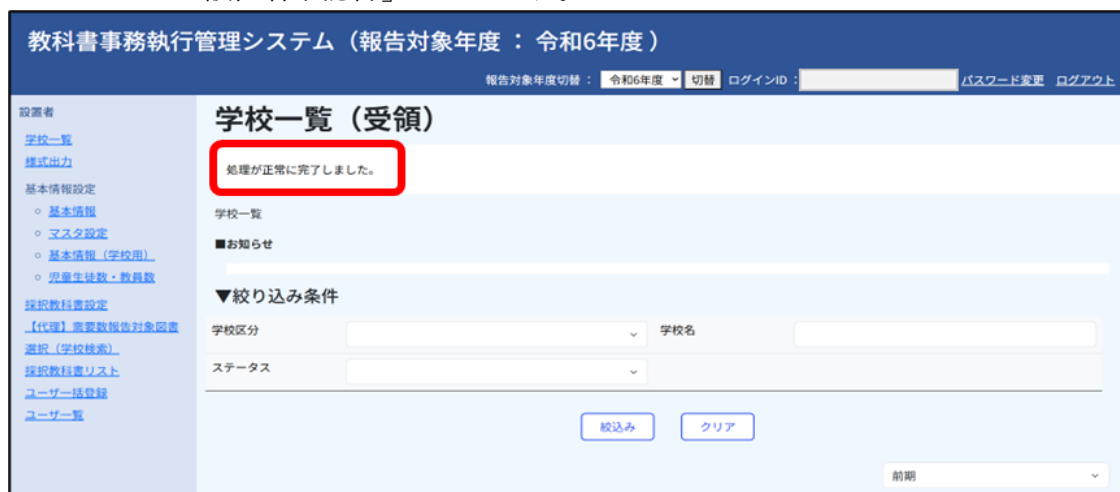 教科書事務執行管理システム（報告対象年度 ： 令和6年度 ）
報告対象年度切替 ： 令和6年度 切替 ログインID ： パスワード変更 ログアウト
設置者
学校一覧
様式出力
基本情報設定
基本情報
マスタ設定
基本情報（学校用）
児童生徒数・教員数
採択教科書設定
【代理】需要数報告対象図書
選択（学校検索）
採択教科書リスト
ユーザ一括登録
ユーザ一覧
学校一覧（受領）
処理が正常に完了しました。
学校一覧
■お知らせ
▼絞り込み条件
学校区分 学校名
ステータス
絞込み クリア
前期